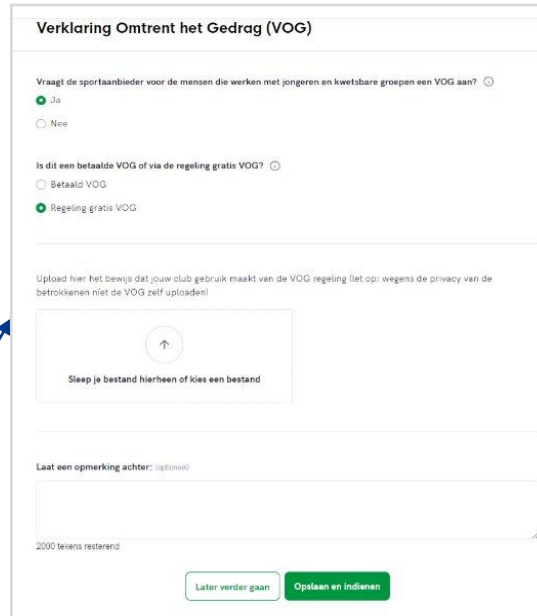 Verklaring Omtrent het Gedrag (VOG)
Vraagt de sportaanbieder voor de mensen die werken met jongeren en kwetsbare groepen een VOG aan?
Ja
Nee
Is dit een betaalde VOG of via de regeling gratis VOG?
Betaald VOG
Regeling gratis VOG
Upload hier het bewijs dat jouw club gebruik maakt van de VOG regeling (let op: wegens de privacy van de
betrokkenen niet de VOG zelf uploaden)
Sleep je bestand hierheen of kies een bestand
Laat een opmerking achter: (optioneel)
2000 tekens resterend
Later verder gaan
Opslaan en indienen